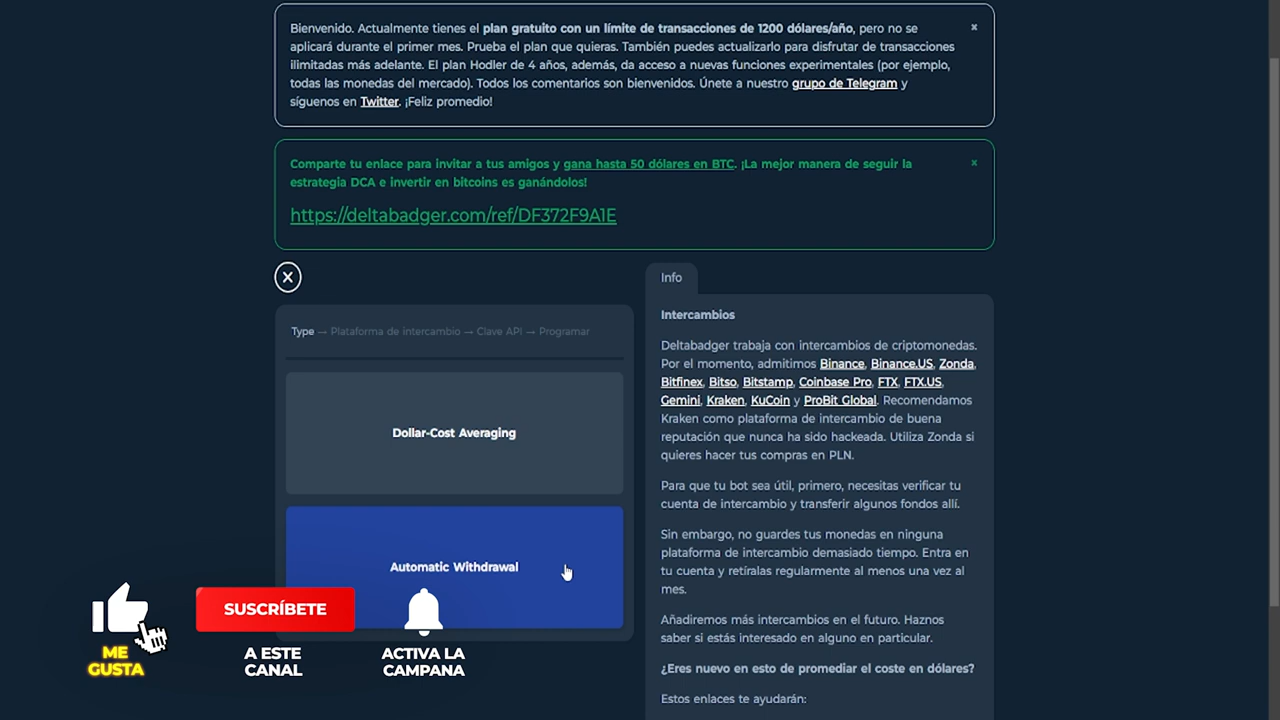 Bienvenido. Actualmente tienes el plan gratuito con un límite de transacciones de 1200 dólares/año, pero no se
aplicará durante el primer mes. Prueba el plan que quieras. También puedes actualizarlo para disfrutar de transacciones
ilimitadas más adelante. El plan Hodler de 4 años, además, da acceso a nuevas funciones experimentales (por ejemplo,
todas las monedas del mercado). Todos los comentarios son bienvenidos. Únete a nuestro grupo de Telegram y
síguenos en Twitter. ¡Feliz promedio!
Comparte tu enlace para invitar a tus amigos y gana hasta 50 dólares en BTC. ¡La mejor manera de seguir la
estrategia DCA e invertir en bitcoins es ganándolos!
https://deltabadger.com/ref/DF372F9A1E
Type → Plataforma de intercambio → Clave API → Programar
Dollar-Cost Averaging
Automatic Withdrawal
Info
Intercambios
Deltabadger trabaja con intercambios de criptomonedas.
Por el momento, admitimos Binance, Binance.US, Zonda,
Bitfinex, Bitso, Bitstamp, Coinbase Pro, FTX, FTX.US,
Gemini, Kraken, KuCoin y ProBit Global. Recomendamos
Kraken como plataforma de intercambio de buena
reputación que nunca ha sido hackeada. Utiliza Zonda si
quieres hacer tus compras en PLN.
Para que tu bot sea útil, primero, necesitas verificar tu
cuenta de intercambio y transferir algunos fondos allí.
Sin embargo, no guardes tus monedas en ninguna
plataforma de intercambio demasiado tiempo. Entra en
tu cuenta y retíralas regularmente al menos una vez al
mes.
Añadiremos más intercambios en el futuro. Haznos
saber si estás interesado en alguno en particular.
¿Eres nuevo en esto de promediar el coste en dólares?
Estos enlaces te ayudarán:
ME
GUSTA
SUSCRÍBETE
A ESTE
CANAL
ACTIVA LA
CAMPANA